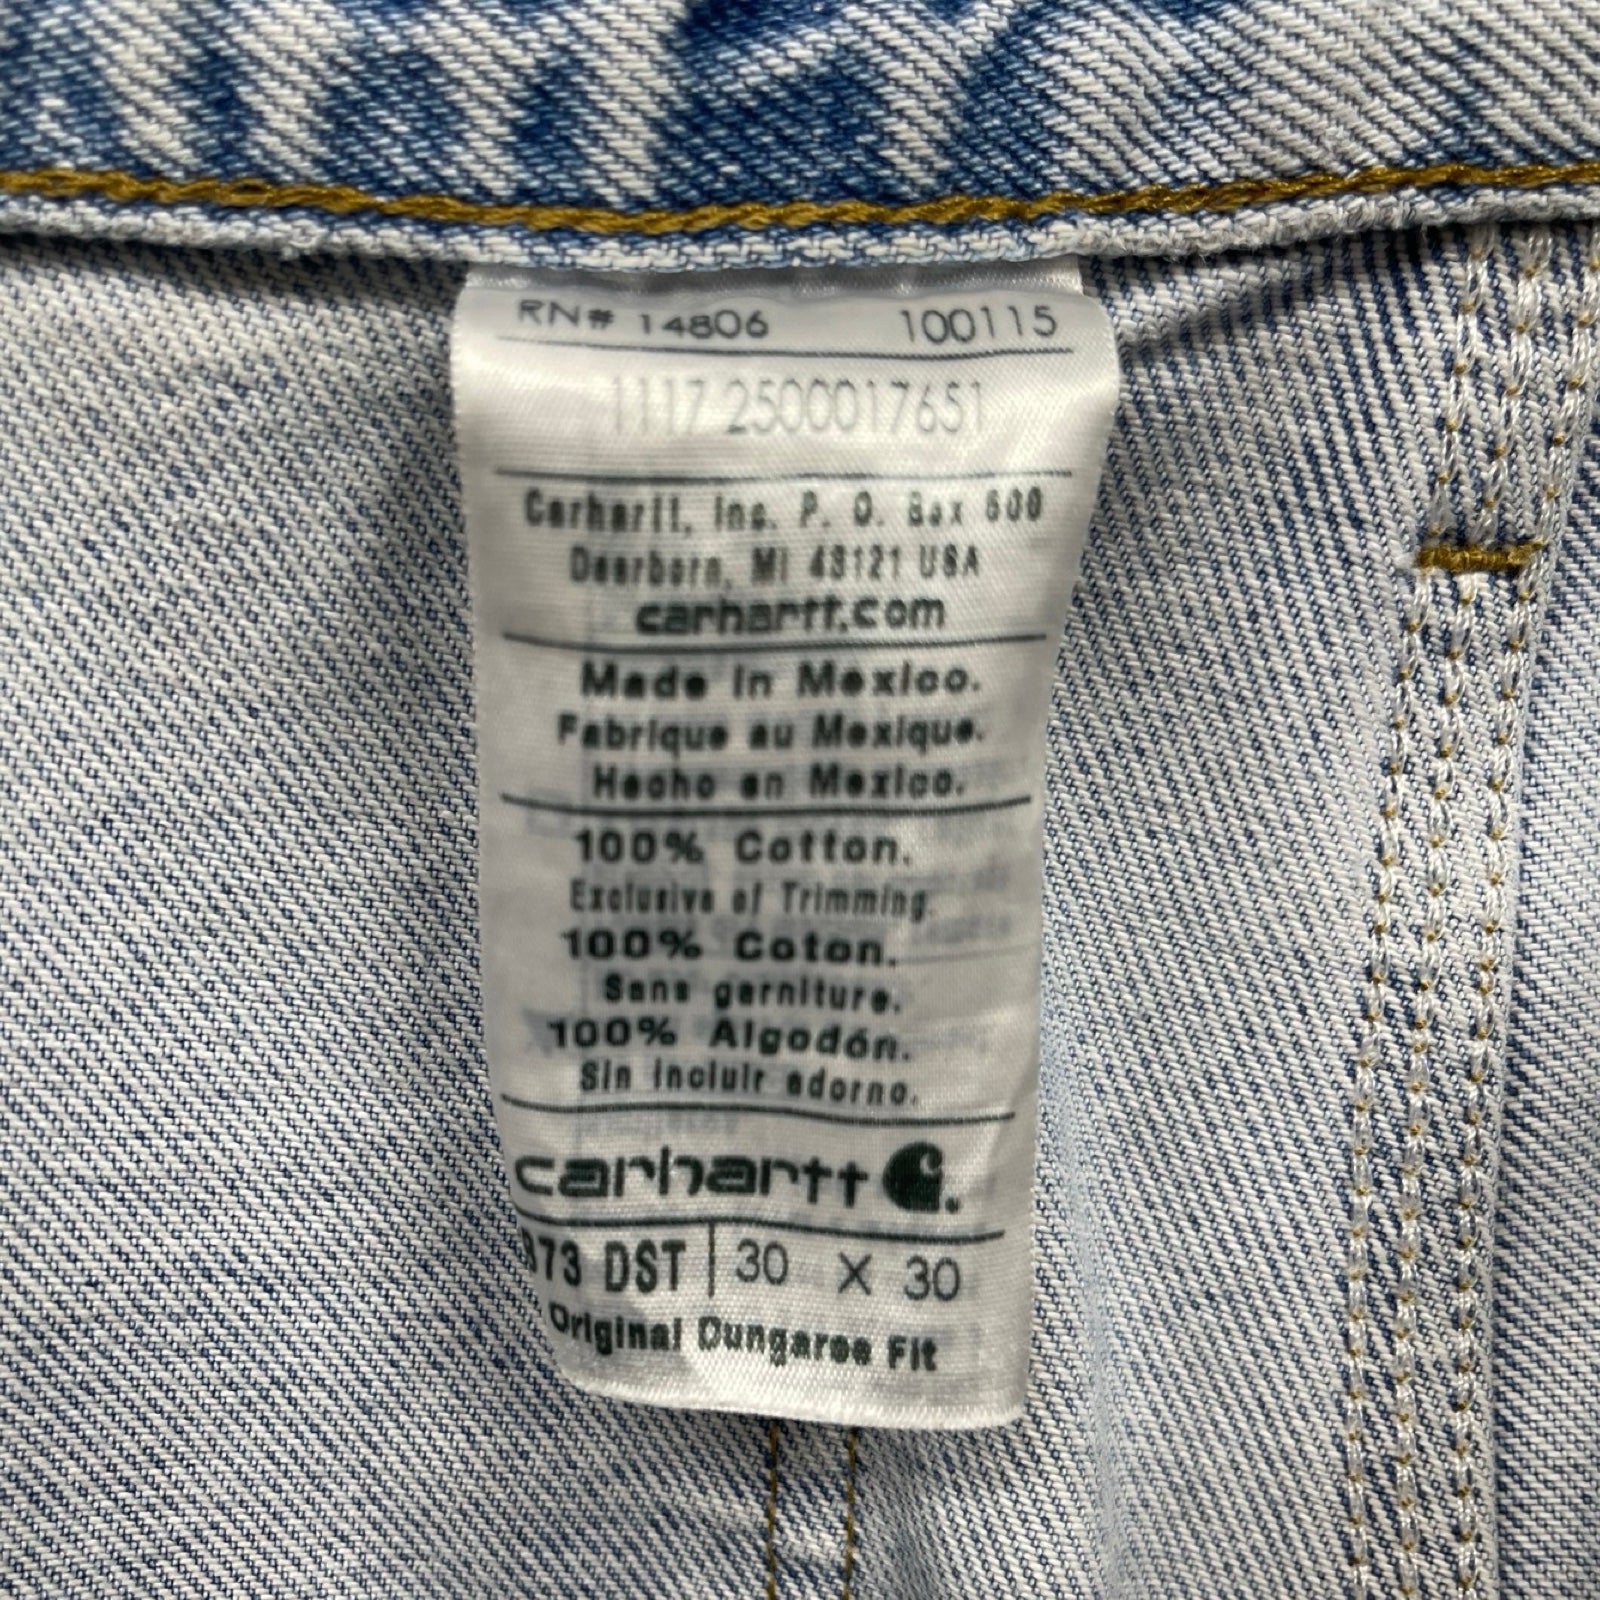 RN# 14806 100115
1117 2500017651
Carhartt, Inc. P. O. Box 600
Dearborn, MI 48121 USA
carhartt.com
Made in Mexico.
Fabrique au Mexique.
Hecho en Mexico.
100% Cotton.
Exclusive of Trimming.
100% Coton.
Sans garniture.
100% Algodón.
Sin incluir adorno.
carhartt
B73 DST 30 X 30
Original Dungaree Fit